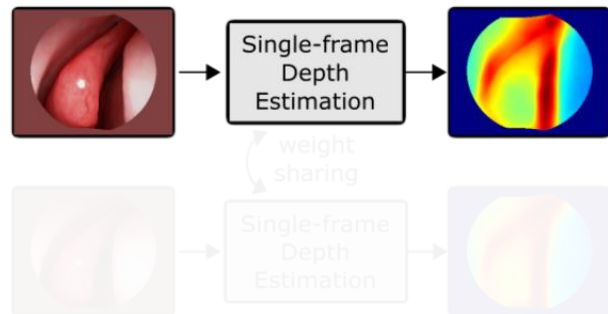 Single-frame
Depth
Estimation
weight
sharing
Single-frame
Depth
Estimation